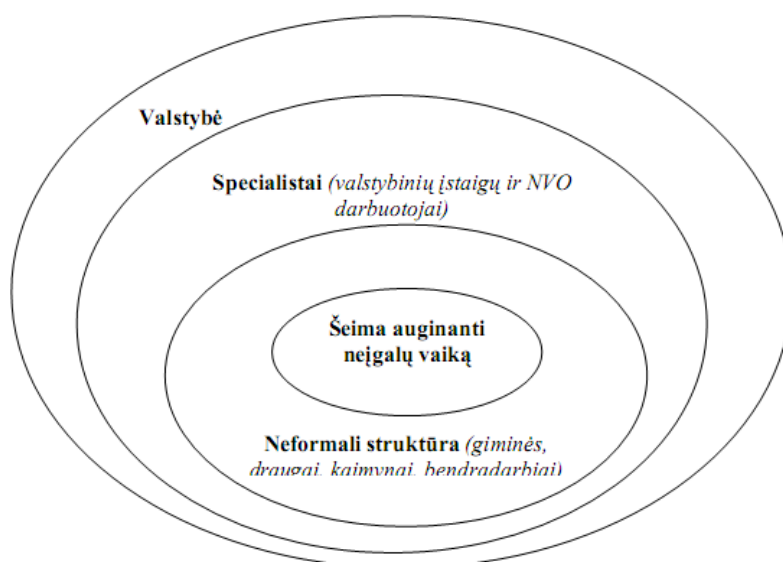 Valstybė
Specialistai (valstybinių įstaigų ir NVO
darbuotojai)
Šeima auginanti
neįgalų vaiką
Neformali struktūra (giminės,
draugai, kaimynai, bendradarbiai)